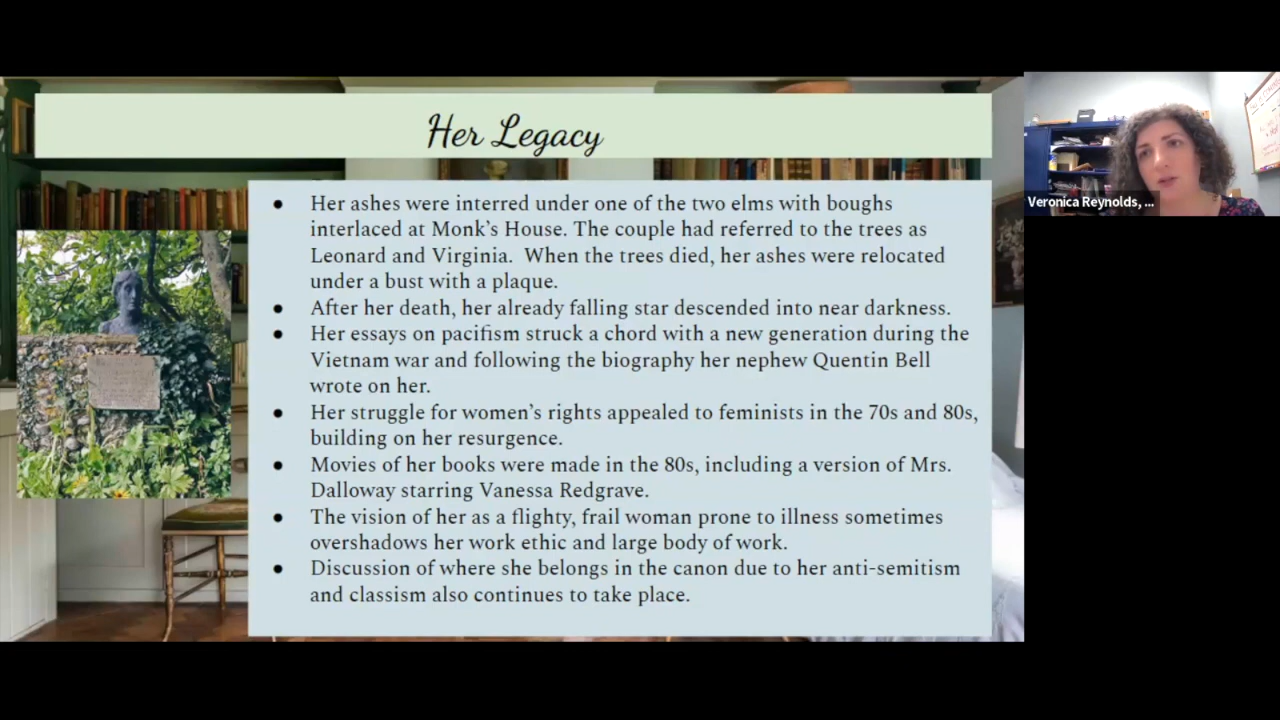 Her Legacy
● Her ashes were interred under one of the two elms with boughs
interlaced at Monk's House. The couple had referred to the trees as
Leonard and Virginia.  When the trees died, her ashes were relocated
under a bust with a plaque.
● After her death, her already falling star descended into near darkness.
● Her essays on pacifism struck a chord with a new generation during the
Vietnam war and following the biography her nephew Quentin Bell
wrote on her.
● Her struggle for women's rights appealed to feminists in the 70s and 80s,
building on her resurgence.
● Movies of her books were made in the 80s, including a version of Mrs.
Dalloway starring Vanessa Redgrave.
● The vision of her as a flighty, frail woman prone to illness sometimes
overshadows her work ethic and large body of work.
● Discussion of where she belongs in the canon due to her anti-semitism
and classism also continues to take place.
Veronica Reynolds, ...